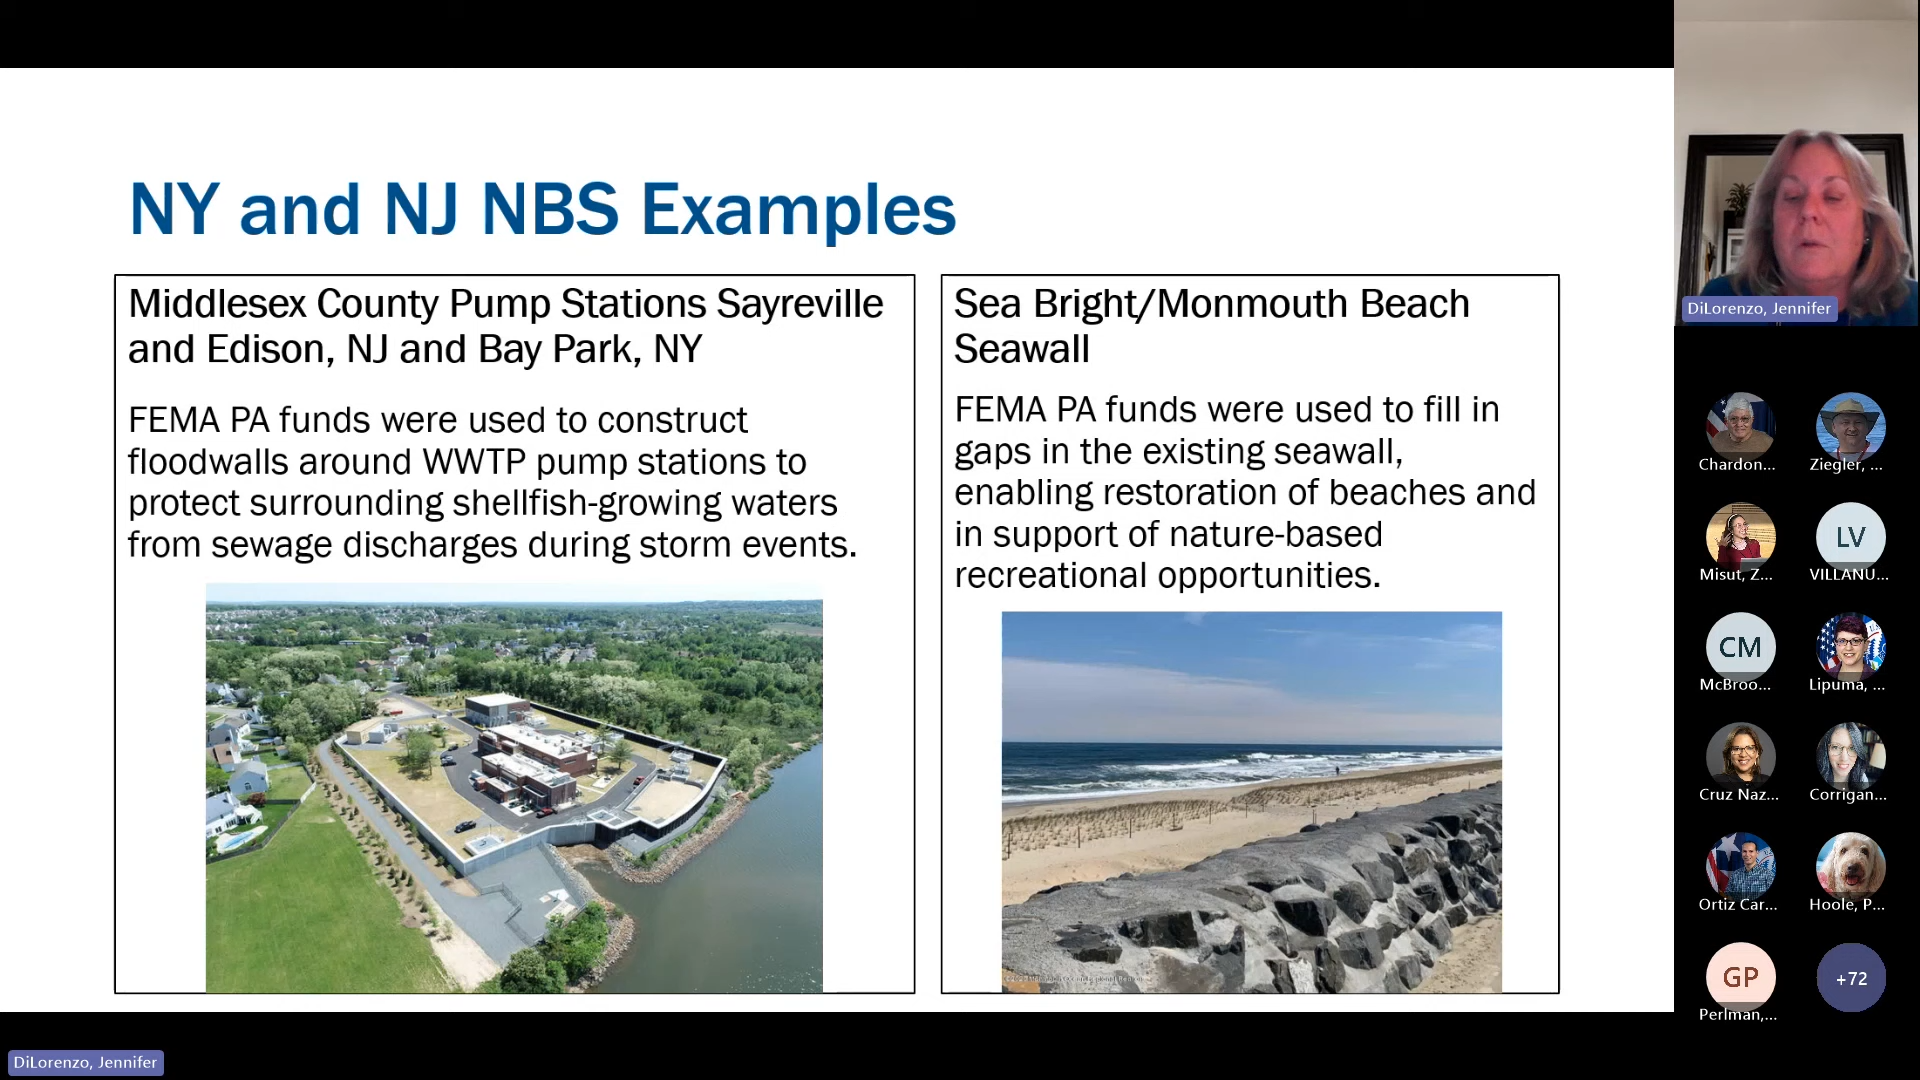 NY and NJ NBS Examples
Middlesex County Pump Stations Sayreville
and Edison, NJ and Bay Park, NY
FEMA PA funds were used to construct
floodwalls around WWTP pump stations to
protect surrounding shellfish-growing waters
from sewage discharges during storm events.
Sea Bright/Monmouth Beach
Seawall
FEMA PA funds were used to fill in
gaps in the existing seawall,
enabling restoration of beaches and
in support of nature-based
recreational opportunities.
DiLorenzo, Jennifer
Chardon...
Ziegler, ...
Misut, Z...
LV
VILLANU...
CM
McBroo...
Lipuma, ...
Cruz Naz...
Corrigan...
Ortiz Car...
Hoole, P...
GP
Perlman,...
+72
DiLorenzo, Jennifer